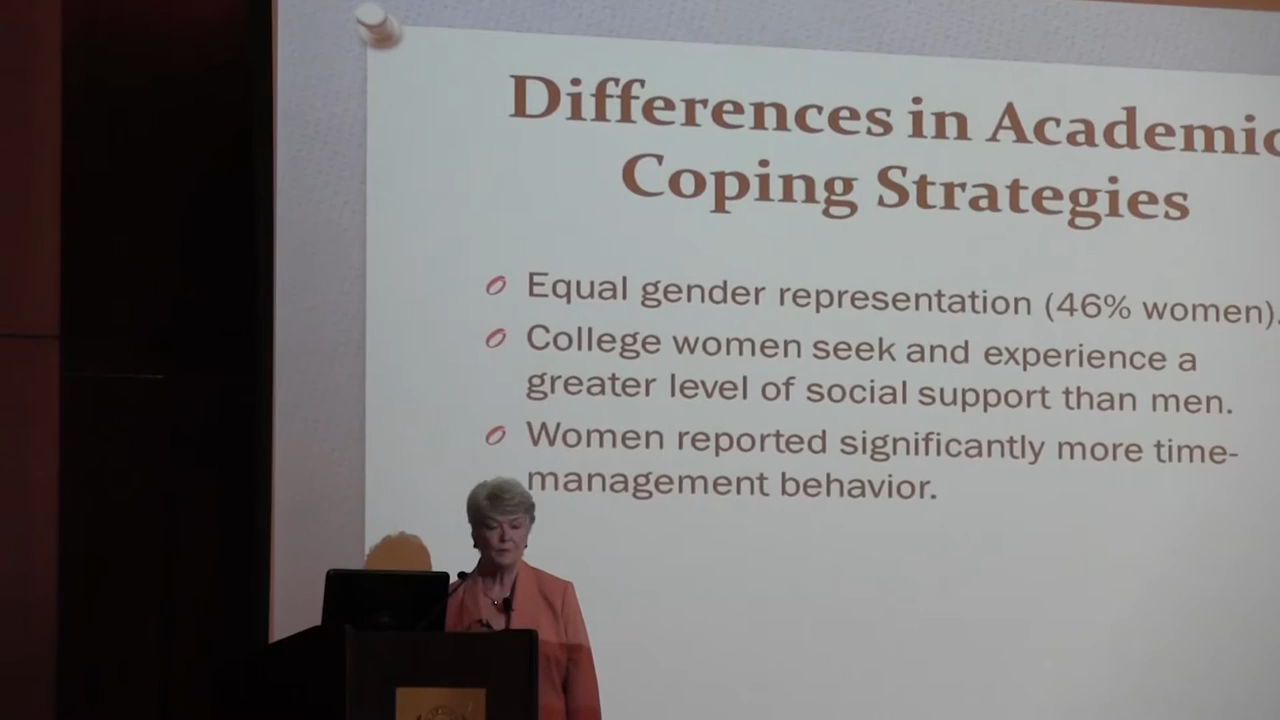 Differences in Academic
Coping Strategies
Equal gender representation (46% women).
College women seek and experience a
greater level of social support than men.
Women reported significantly more time-
management behavior.